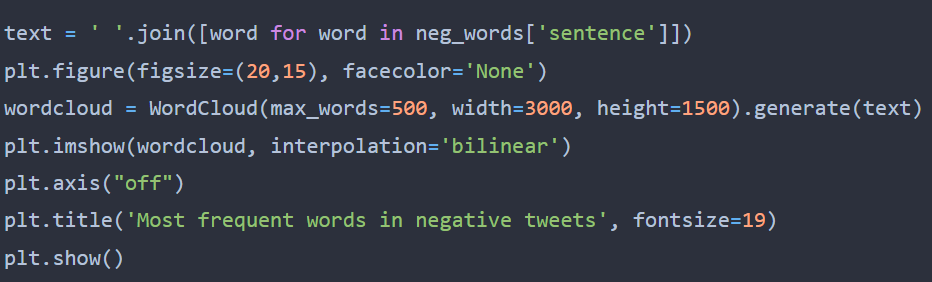 text = ' '.join([word for word in neg_words['sentence']])
plt.figure(figsize=(20,15), facecolor='None')
wordcloud = WordCloud(max_words=500, width=3000, height=1500).generate(text)
plt.imshow(wordcloud, interpolation='bilinear')
plt.axis("off")
plt.title('Most frequent words in negative tweets', fontsize=19)
plt.show()